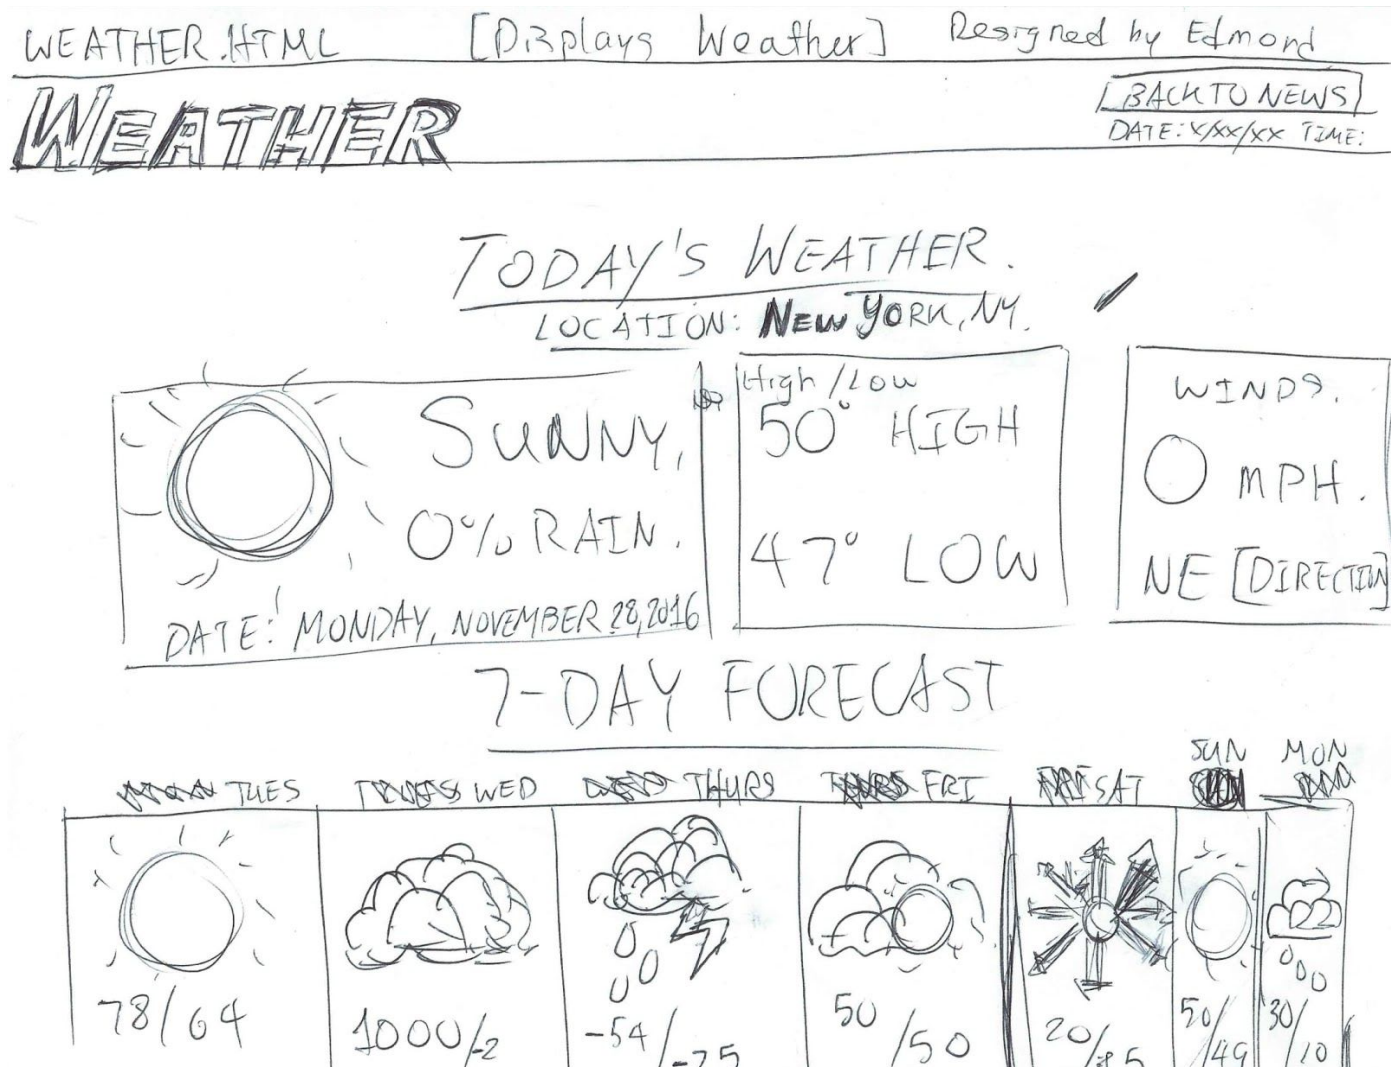 WEATHER.HTML [Displays Weather] Designed by Edmond
WEATHER
[BACK TO NEWS]
DATE: X/XX/XX TIME:
TODAY'S WEATHER.
LOCATION: NEW YORK, NY.
SUNNY,
0% RAIN.
DATE: MONDAY, NOVEMBER 28, 2016
High/Low
50° HIGH
47° LOW
WINDS.
0 MPH.
NE [DIRECTION]
7-DAY FORECAST
TUES WED THURS FRI SAT SUN MON
78/64 1000/-2 -54/-75 50/50 20/ 50/49 30/10